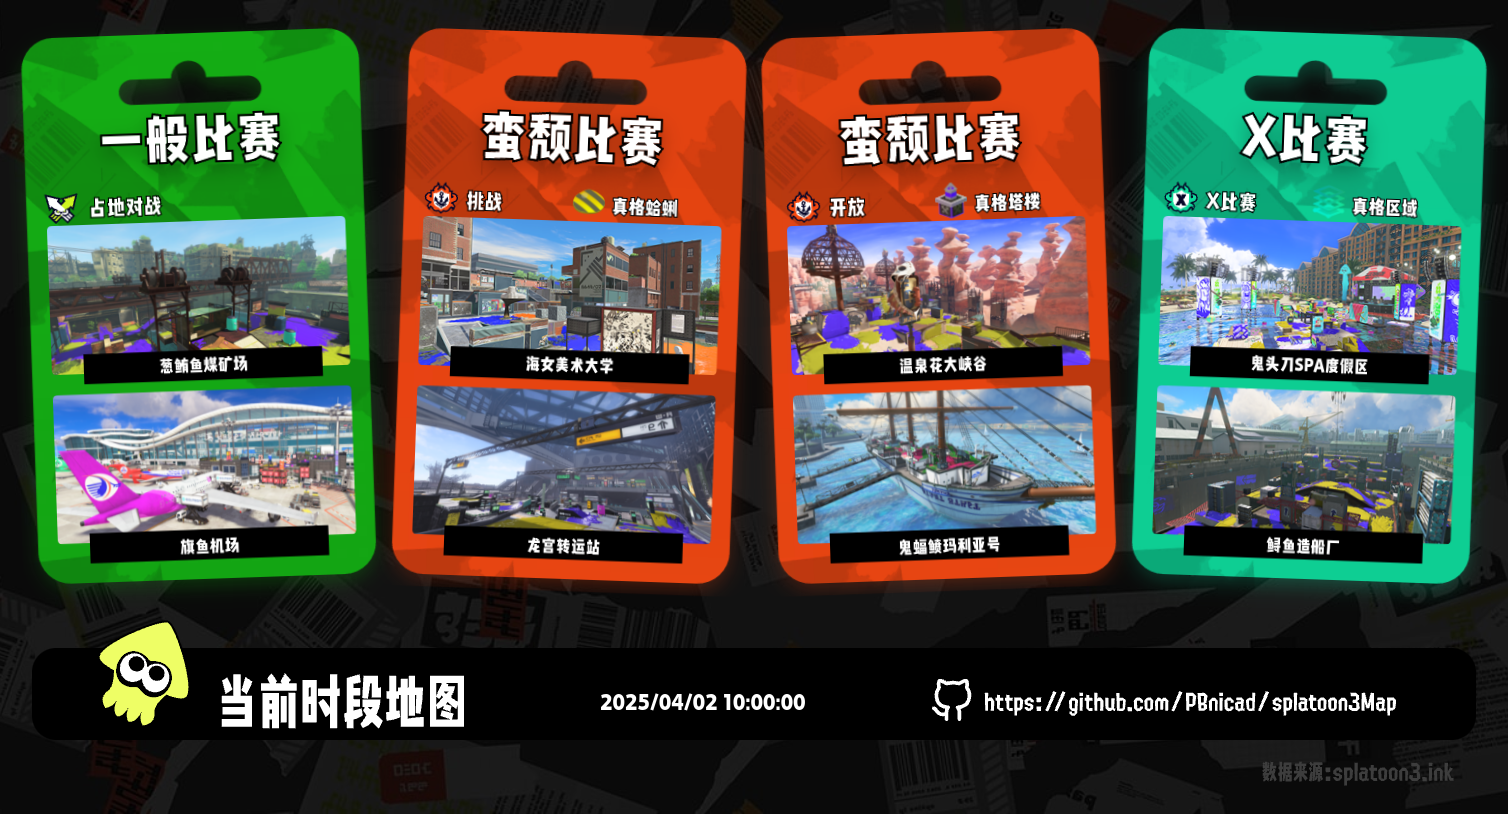 一般比赛
占地对战
葱鲔鱼煤矿场
旗鱼机场
蛮颓比赛
挑战
真格蛤蜊
海女美术大学
龙宫转运站
蛮颓比赛
开放
真格塔楼
温泉花大峡谷
鬼蝠鲼玛利亚号
X比赛
X比赛
真格区域
鬼头刀SPA度假区
鲟鱼造船厂
当前时段地图
2025/04/02 10:00:00
https://github.com/PBnicad/splatoon3Map
数据来源:splatoon3.ink